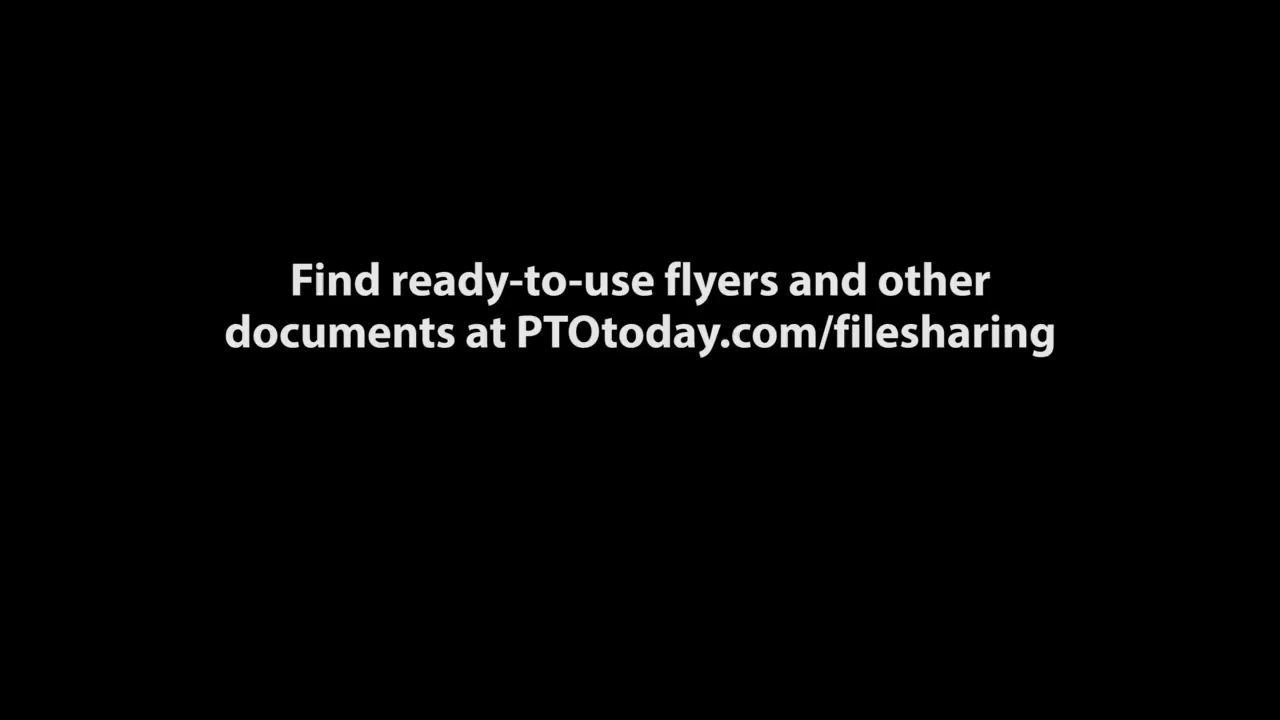 Find ready-to-use flyers and other
documents at PTOtoday.com/filesharing